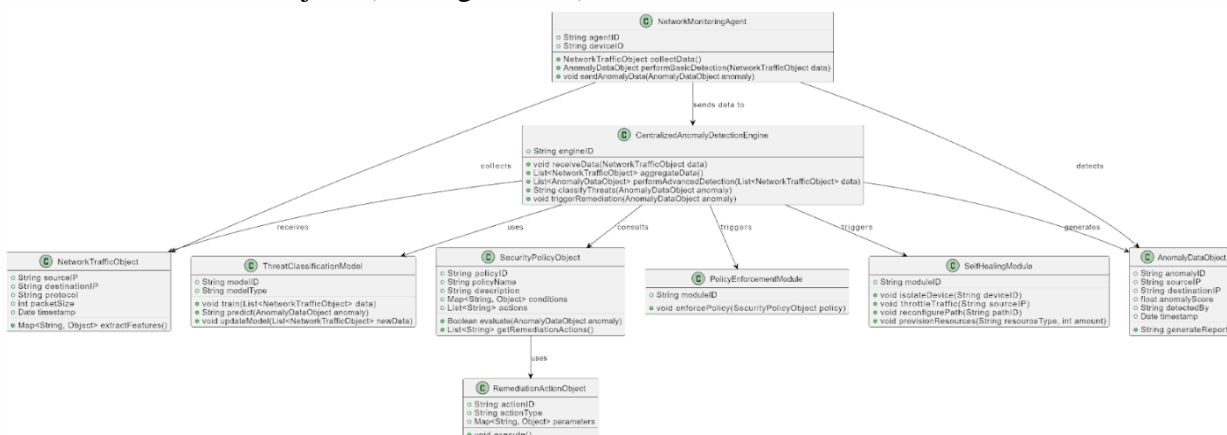 C NetworkMonitoringAgent
String agentID
String deviceID
NetworkTrafficObject collectData()
AnomalyDataObject performBasicDetection(NetworkTrafficObject data)
void sendAnomalyData(AnomalyDataObject anomaly)
sends data to
C CentralizedAnomalyDetectionEngine
String engineID
void receiveData(NetworkTrafficObject data)
List<NetworkTrafficObject> aggregateData()
List<AnomalyDataObject> performAdvancedDetection(List<NetworkTrafficObject> data)
String classifyThreats(AnomalyDataObject anomaly)
void triggerRemediation(AnomalyDataObject anomaly)
collects
detects
receives
uses
consults
triggers
triggers
generates
C NetworkTrafficObject
String sourceIP
String destinationIP
String protocol
int packetSize
Date timestamp
Map<String, Object> extractFeatures()
C ThreatClassificationModel
String modelID
String modelType
void train(List<NetworkTrafficObject> data)
String predict(AnomalyDataObject anomaly)
void updateModel(List<NetworkTrafficObject> newData)
C SecurityPolicyObject
String policyID
String policyName
String description
Map<String, Object> conditions
List<String> actions
Boolean evaluate(AnomalyDataObject anomaly)
List<String> getRemediationActions()
C PolicyEnforcementModule
String moduleID
void enforcePolicy(SecurityPolicyObject policy)
C SelfHealingModule
String moduleID
void isolateDevice(String deviceID)
void throttleTraffic(String sourceIP)
void reconfigurePath(String pathID)
void provisionResources(String resourceType, int amount)
C AnomalyDataObject
String anomalyID
String sourceIP
String destinationIP
float anomalyScore
String detectedBy
Date timestamp
String generateReport
uses
C RemediationActionObject
String actionID
String actionType
Map<String, Object> parameters
void execute()